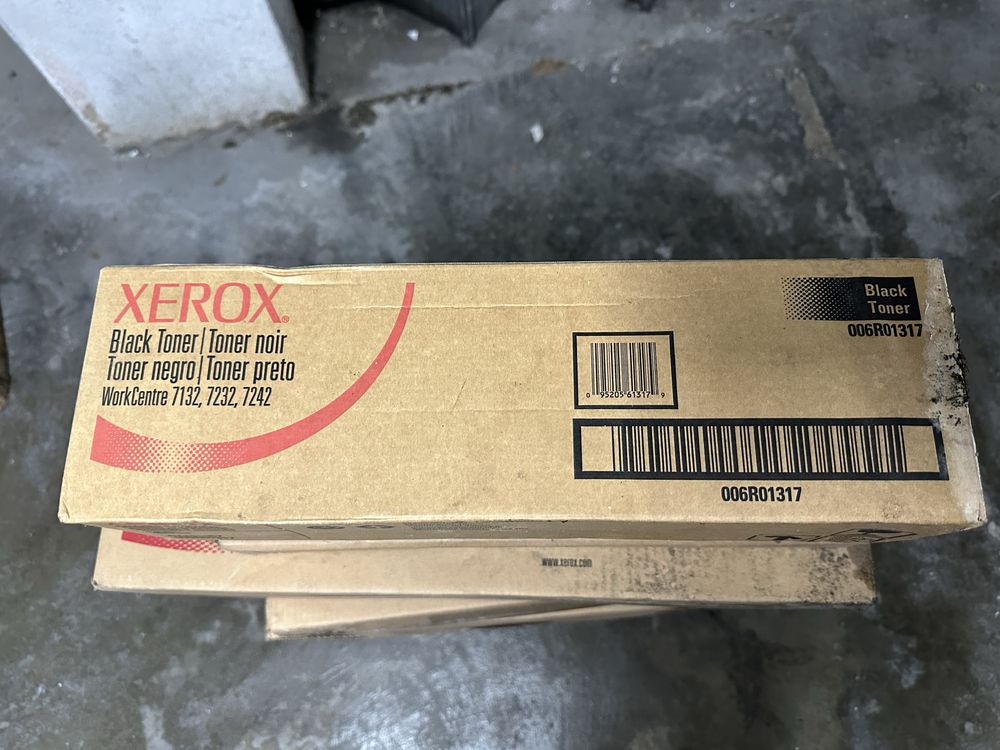 XEROX®
Black Toner | Toner noir
Toner negro | Toner preto
WorkCentre 7132, 7232, 7242
Black
Toner
006R01317
0 95205 61317 9
006R01317
www.xerox.com